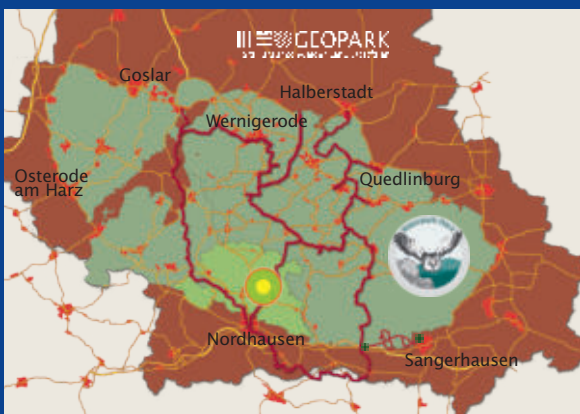 GEOPARK
Goslar
Halberstadt
Wernigerode
Osterode
am Harz
Quedlinburg
Nordhausen
Sangerhausen